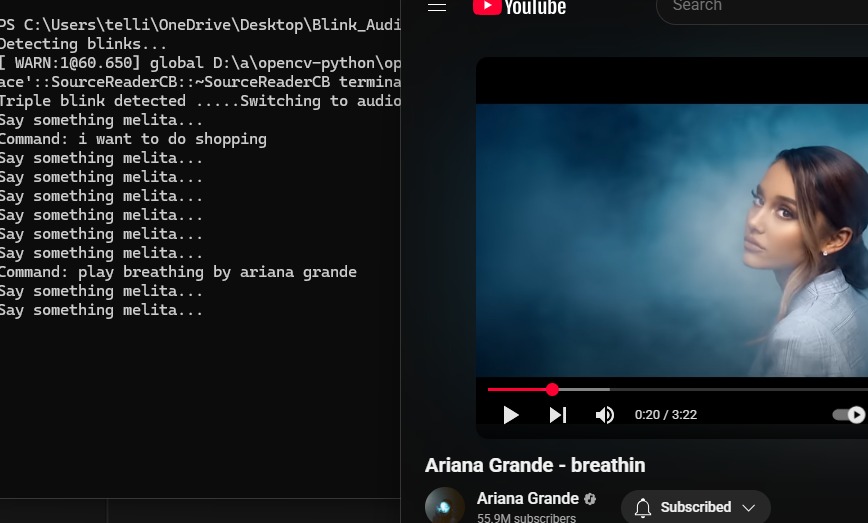 PS C:\Users\telli\OneDrive\Desktop\Blink_Audi
Detecting blinks...
[ WARN:1@60.650] global D:\a\opencv-python\op
ace'::SourceReaderCB::~SourceReaderCB termina
Triple blink detected .....Switching to audio
Say something melita...
Command: i want to do shopping
Say something melita...
Say something melita...
Say something melita...
Say something melita...
Say something melita...
Say something melita...
Command: play breathing by ariana grande
Say something melita...
Say something melita...
YouTube
Search
0:20 / 3:22
Ariana Grande - breathin
Ariana Grande
55.9M subscribers
Subscribed